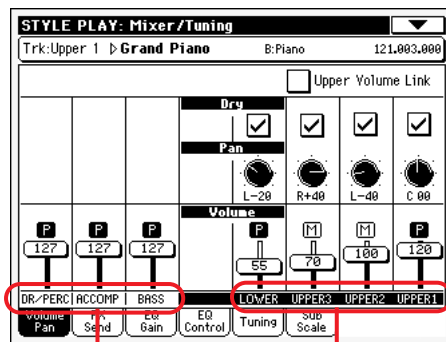 STYLE PLAY: Mixer/Tuning
Trk:Upper 1 Grand Piano B:Piano 121.003.000
Upper Volume Link
Dry
Pan
L-20 R+40 L-40 C 00
Volume
P P P P M M P
127 127 127 55 70 100 120
DR/PERC ACCOMP BASS LOWER UPPER3 UPPER2 UPPER1
Volume Pan FX Send EQ Gain EQ Control Tuning Sub Scale